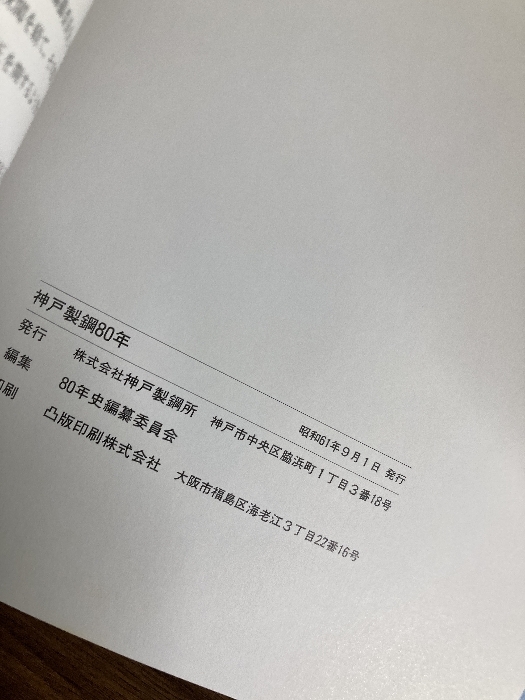 神戸製鋼80年
昭和61年9月1日 発行
発行 株式会社神戸製鋼所 神戸市中央区脇浜町1丁目3番18号
編集 80年史編纂委員会
印刷 凸版印刷株式会社 大阪市福島区海老江3丁目22番16号